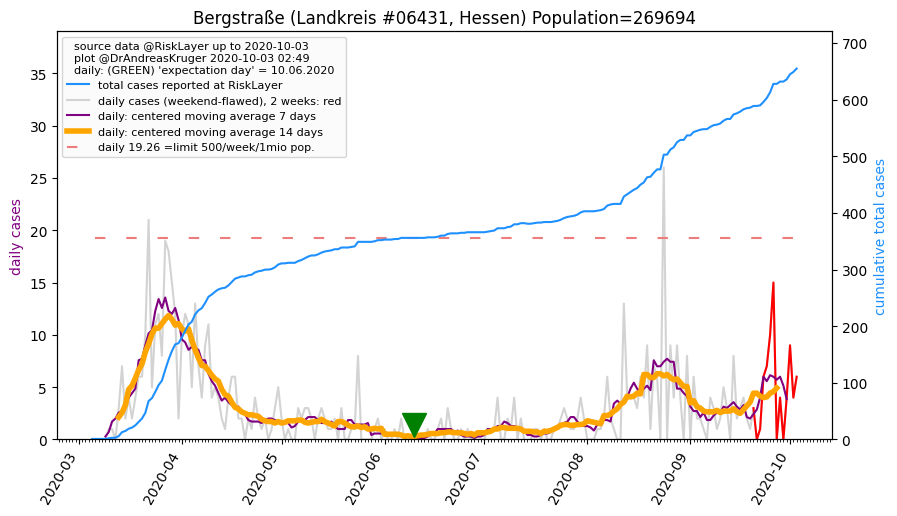 Bergstraße (Landkreis #06431, Hessen) Population=269694
source data @RiskLayer up to 2020-10-03
plot @DrAndreasKruger 2020-10-03 02:49
daily: (GREEN) 'expectation day' = 10.06.2020
total cases reported at RiskLayer
daily cases (weekend-flawed), 2 weeks: red
daily: centered moving average 7 days
daily: centered moving average 14 days
daily 19.26 =limit 500/week/1mio pop.
daily cases
35
30
25
20
15
10
5
0
cumulative total cases
700
600
500
400
300
200
100
0
2020-03
2020-04
2020-05
2020-06
2020-07
2020-08
2020-09
2020-10